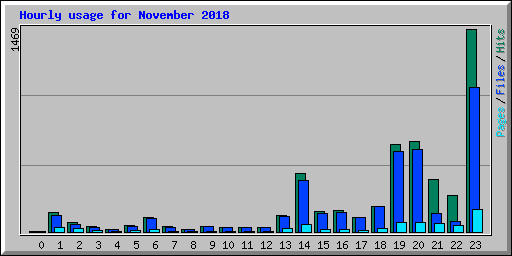 Hourly usage for November 2018
1469
Pages/Files/Hits
0 1 2 3 4 5 6 7 8 9 10 11 12 13 14 15 16 17 18 19 20 21 22 23